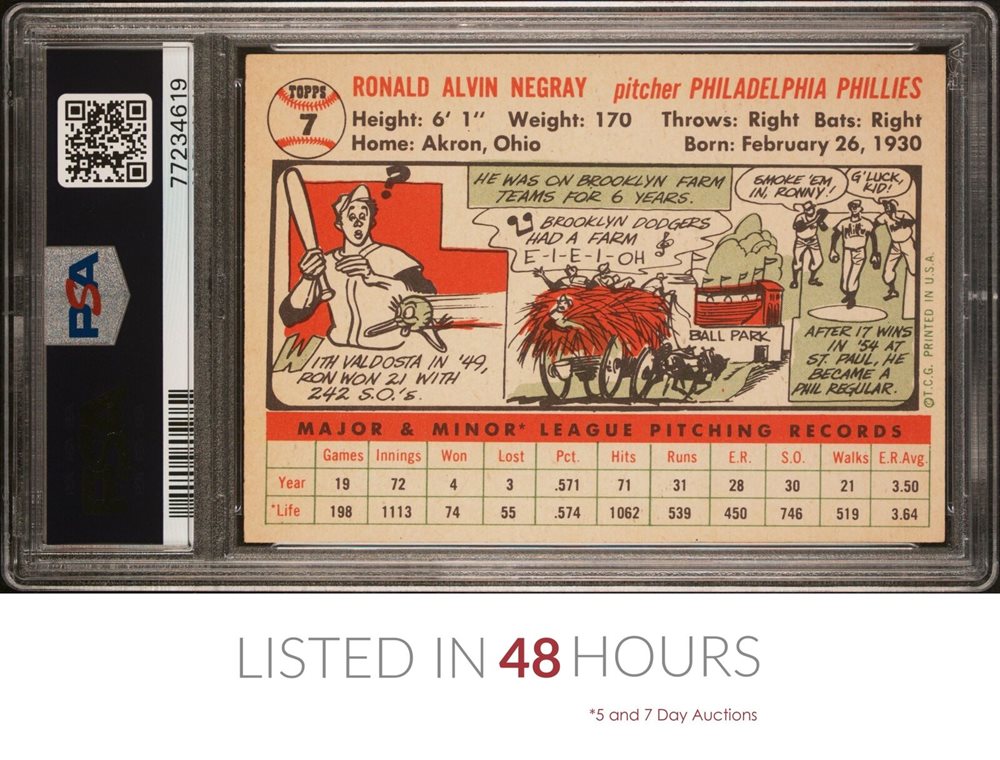 PSA
77234619
TOPPS
7
RONALD ALVIN NEGRAY pitcher PHILADELPHIA PHILLIES
Height: 6' 1" Weight: 170 Throws: Right Bats: Right
Home: Akron, Ohio Born: February 26, 1930
?
WITH VALDOSTA IN '49,
RON WON 21 WITH
242 S.O.'s.
HE WAS ON BROOKLYN FARM
TEAMS FOR 6 YEARS.
BROOKLYN DODGERS
HAD A FARM
E-I-E-I-OH
BALL PARK
SMOKE 'EM
IN, RONNY!
G'LUCK,
KID!
AFTER 17 WINS
IN '54 AT
ST. PAUL, HE
BECAME A
PHIL REGULAR.
©T.C.G. PRINTED IN U.S.A.
MAJOR & MINOR* LEAGUE PITCHING RECORDS
Games Innings Won Lost Pct. Hits Runs E.R. S.O. Walks E.R.Avg.
Year 19 72 4 3 .571 71 31 28 30 21 3.50
*Life 198 1113 74 55 .574 1062 539 450 746 519 3.64
LISTED IN 48 HOURS
*5 and 7 Day Auctions